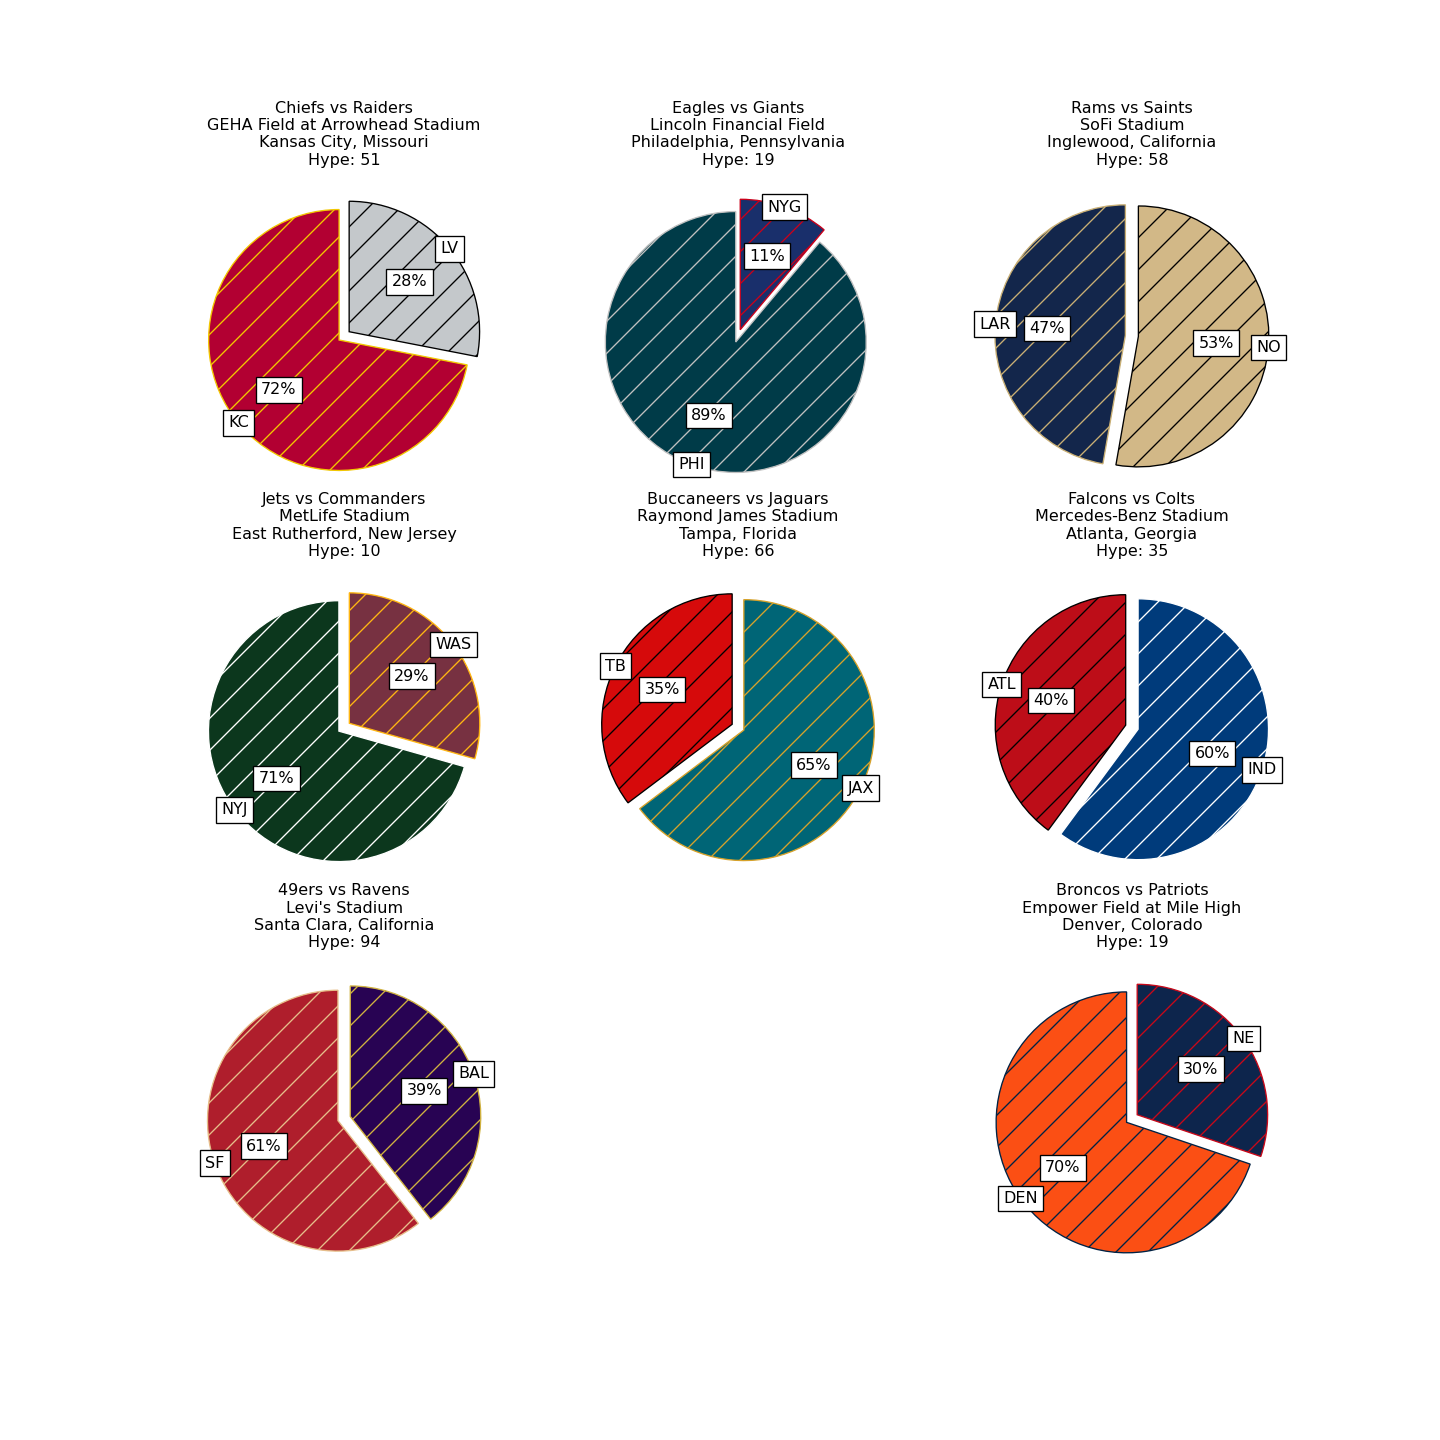 Chiefs vs Raiders
GEHA Field at Arrowhead Stadium
Kansas City, Missouri
Hype: 51
LV
28%
72%
KC
Eagles vs Giants
Lincoln Financial Field
Philadelphia, Pennsylvania
Hype: 19
NYG
11%
89%
PHI
Rams vs Saints
SoFi Stadium
Inglewood, California
Hype: 58
LAR
47%
53%
NO
Jets vs Commanders
MetLife Stadium
East Rutherford, New Jersey
Hype: 10
WAS
29%
71%
NYJ
Buccaneers vs Jaguars
Raymond James Stadium
Tampa, Florida
Hype: 66
TB
35%
65%
JAX
Falcons vs Colts
Mercedes-Benz Stadium
Atlanta, Georgia
Hype: 35
ATL
40%
60%
IND
49ers vs Ravens
Levi's Stadium
Santa Clara, California
Hype: 94
BAL
39%
61%
SF
Broncos vs Patriots
Empower Field at Mile High
Denver, Colorado
Hype: 19
NE
30%
70%
DEN